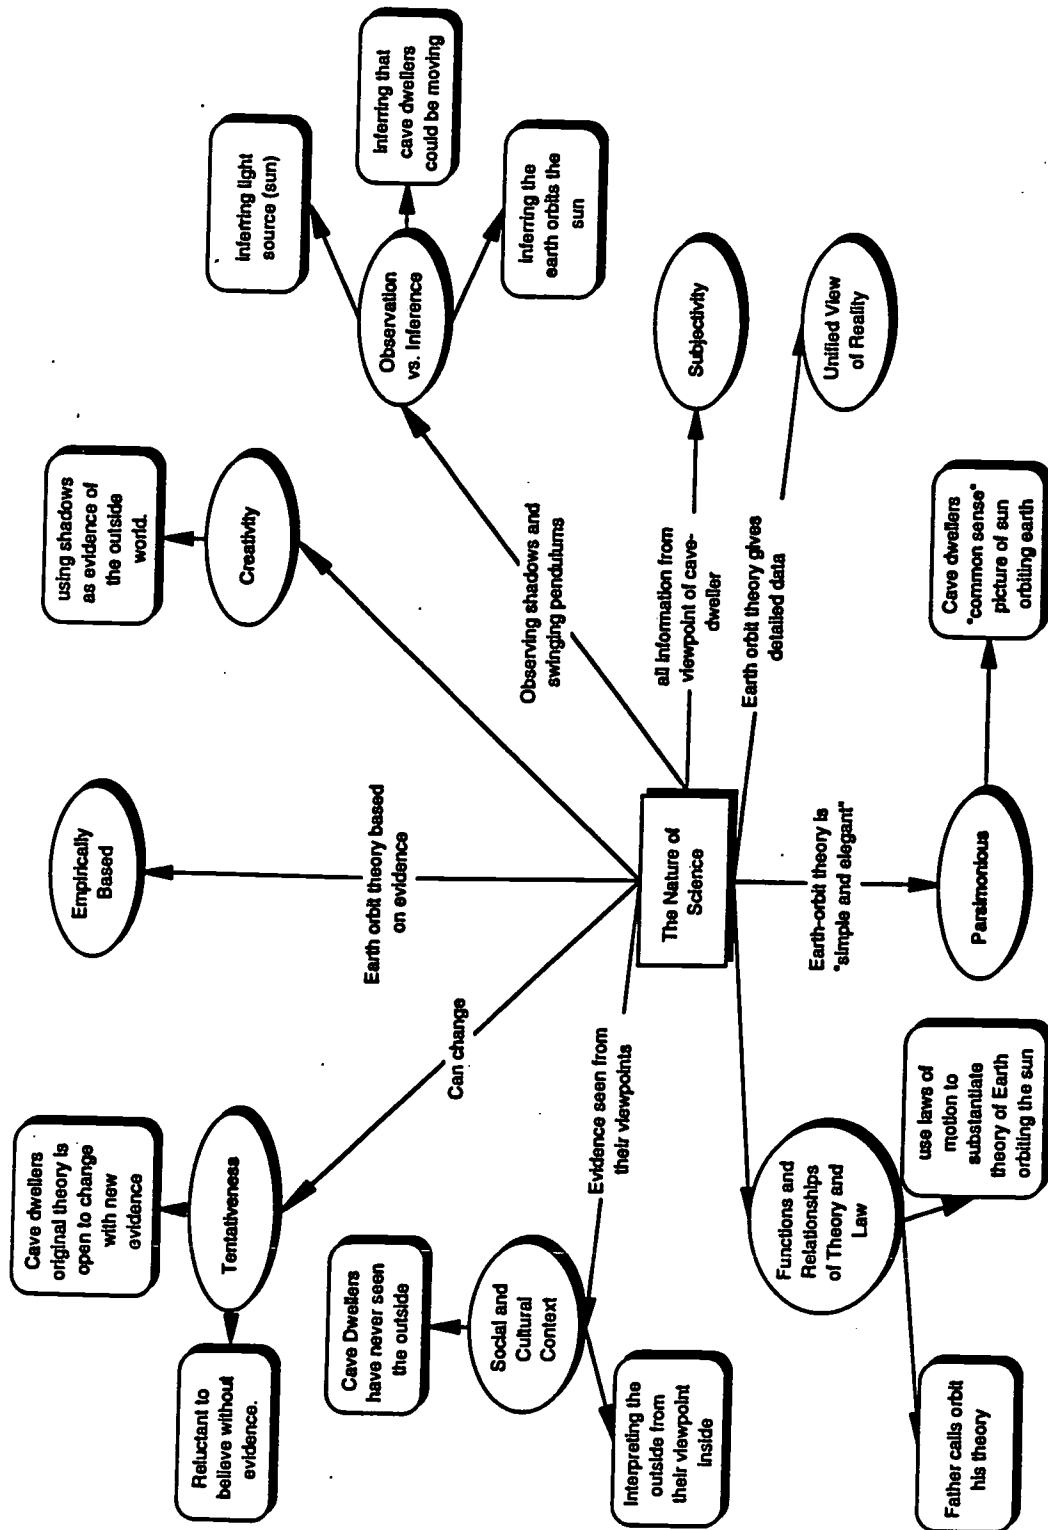 Cave dwellers
original theory is
open to change
with new
evidence
Reluctant to
believe without
evidence.
Tentativeness
Can change
Empirically
Based
Earth orbit theory based
on evidence
using shadows
as evidence of
the outside
world.
Creativity
Inferring light
source (sun)
Inferring that
cave dwellers
could be moving
Inferring the
earth orbits the
sun
Observation
vs. Inference
Observing shadows and
swinging pendulums
Cave Dwellers
have never seen
the outside
Social and
Cultural
Context
Interpreting the
outside from
their viewpoint
inside
Evidence seen from
their viewpoints
The Nature of
Science
all information from
viewpoint of cave-
dweller
Subjectivity
Earth orbit theory gives
detailed data
Unified View
of Reality
Functions and
Relationships
of Theory and
Law
Father calls orbit
his theory
use laws of
motion to
substantiate
theory of Earth
orbiting the sun
Earth-orbit theory is
"simple and elegant"
Parsimonious
Cave dwellers
"common sense"
picture of sun
orbiting earth